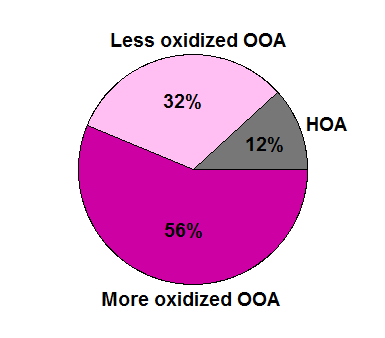 Less oxidized OOA
32%
HOA
12%
56%
More oxidized OOA